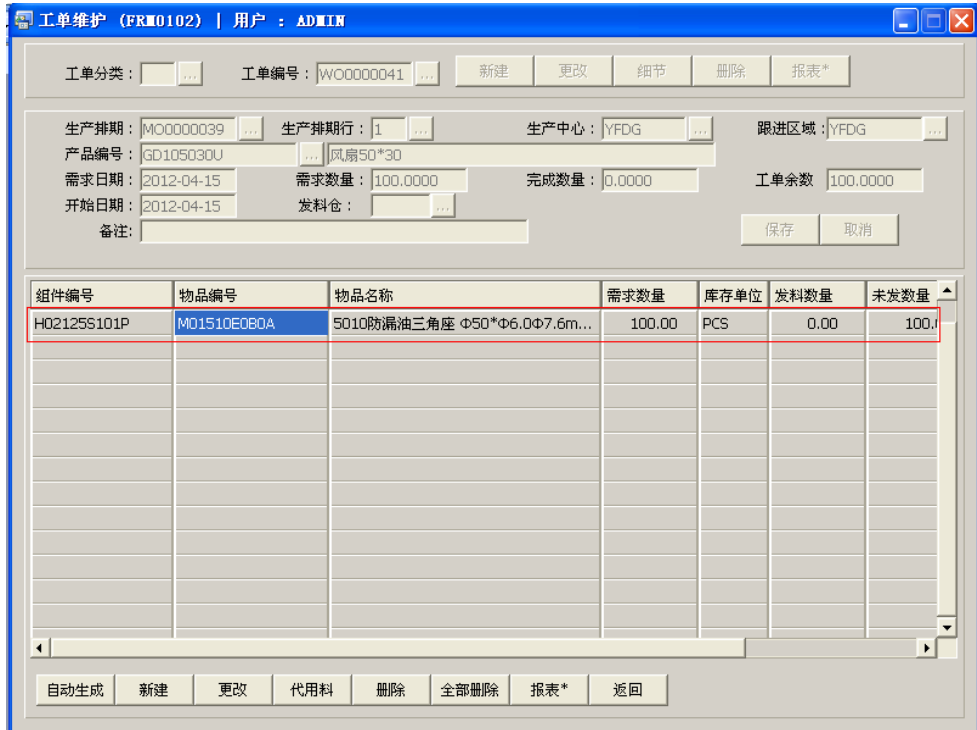 工单维护 (FRM0102) | 用户 : ADMIN
工单分类： ... 工单编号：WO0000041 ... 新建 更改 细节 删除 报表*
生产排期：MO0000039 ... 生产排期行：1 ... 生产中心：YFDG ... 跟进区域：YFDG ...
产品编号：GD105030U ... 风扇50*30
需求日期：2012-04-15 需求数量：100.0000 完成数量：0.0000 工单余数 100.0000
开始日期：2012-04-15 发料仓： ...
保存 取消
备注:
组件编号 物品编号 物品名称 需求数量 库存单位 发料数量 未发数量
H02125S101P M01510E0B0A 5010防漏油三角座 Φ50*Φ6.0Φ7.6m... 100.00 PCS 0.00 100.
自动生成 新建 更改 代用料 删除 全部删除 报表* 返回